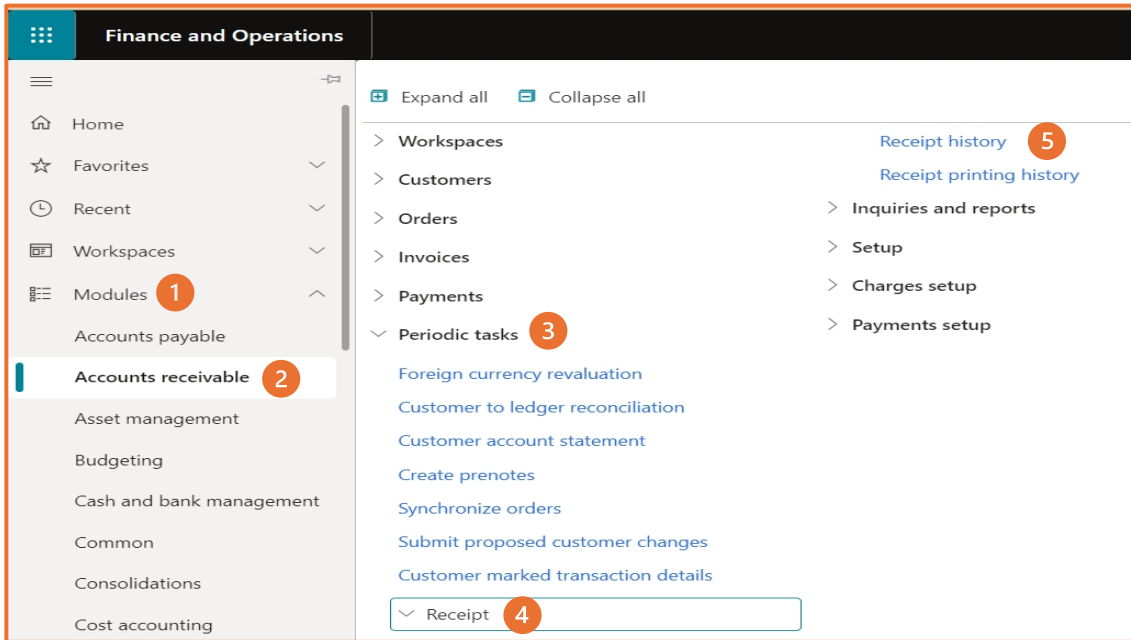 Finance and Operations
Home
Favorites
Recent
Workspaces
Modules 1
Accounts payable
Accounts receivable 2
Asset management
Budgeting
Cash and bank management
Common
Consolidations
Cost accounting
Expand all Collapse all
Workspaces
Customers
Orders
Invoices
Payments
Periodic tasks 3
Foreign currency revaluation
Customer to ledger reconciliation
Customer account statement
Create prenotes
Synchronize orders
Submit proposed customer changes
Customer marked transaction details
Receipt 4
Receipt history 5
Receipt printing history
Inquiries and reports
Setup
Charges setup
Payments setup